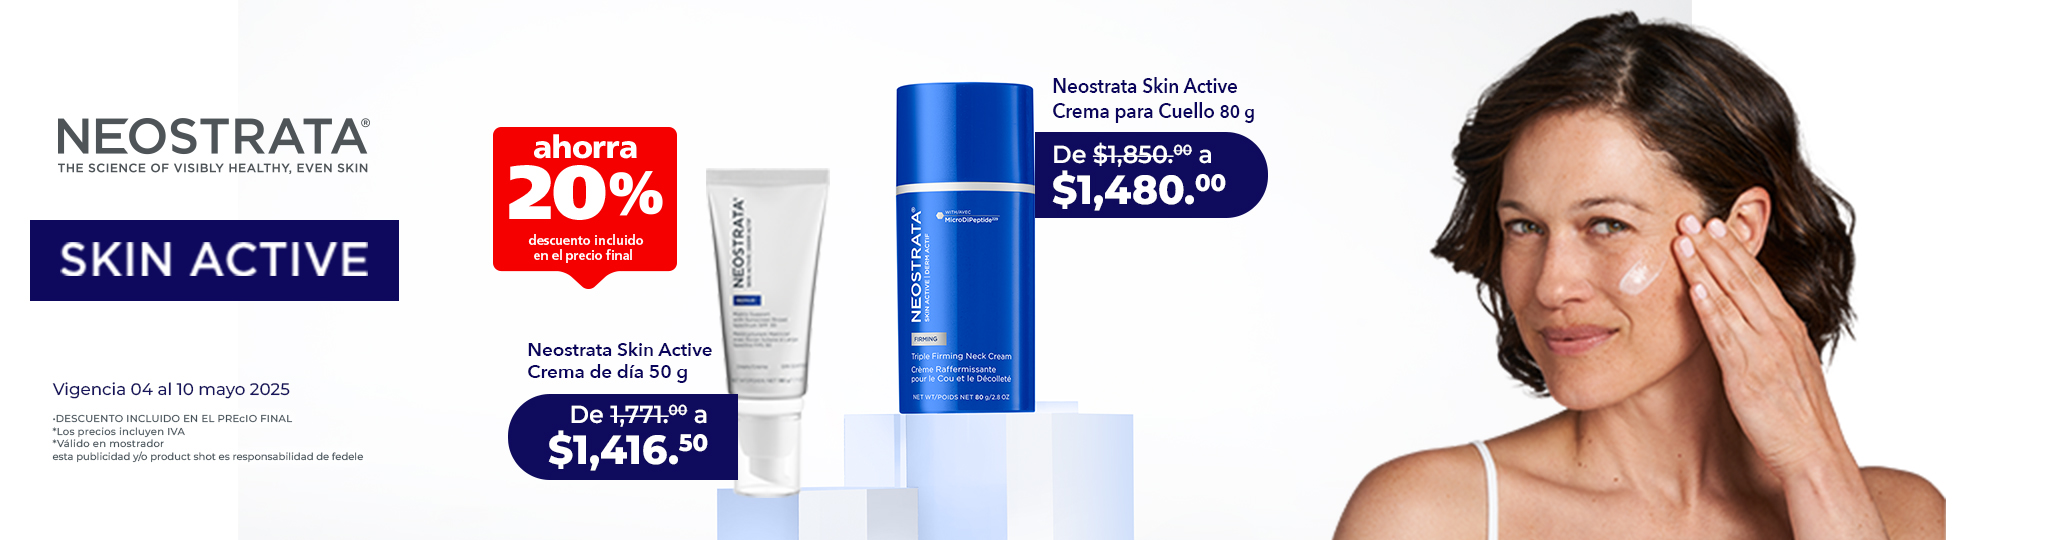 NEOSTRATA®
THE SCIENCE OF VISIBLY HEALTHY, EVEN SKIN
SKIN ACTIVE
Vigencia 04 al 10 mayo 2025
•DESCUENTO INCLUIDO EN EL PREcIO FINAL
*Los precios incluyen IVA
*Válido en mostrador
esta publicidad y/o product shot es responsabilidad de fedele
ahorra
20%
descuento incluido
en el precio final
Neostrata Skin Active
Crema de día 50 g
De 1,771.00 a
$1,416.50
NEOSTRATA®
REPAIR
Neostrata Skin Active
Crema para Cuello 80 g
De $1,850.00 a
$1,480.00
WITH/AVEC
MicroDiPeptide229
NEOSTRATA®
SKIN ACTIVE | DERM ACTIF
FIRMING
Triple Firming Neck Cream
Crème Raffermissante
pour le Cou et le Décolleté
NET WT/POIDS NET 80 g/2.8 OZ